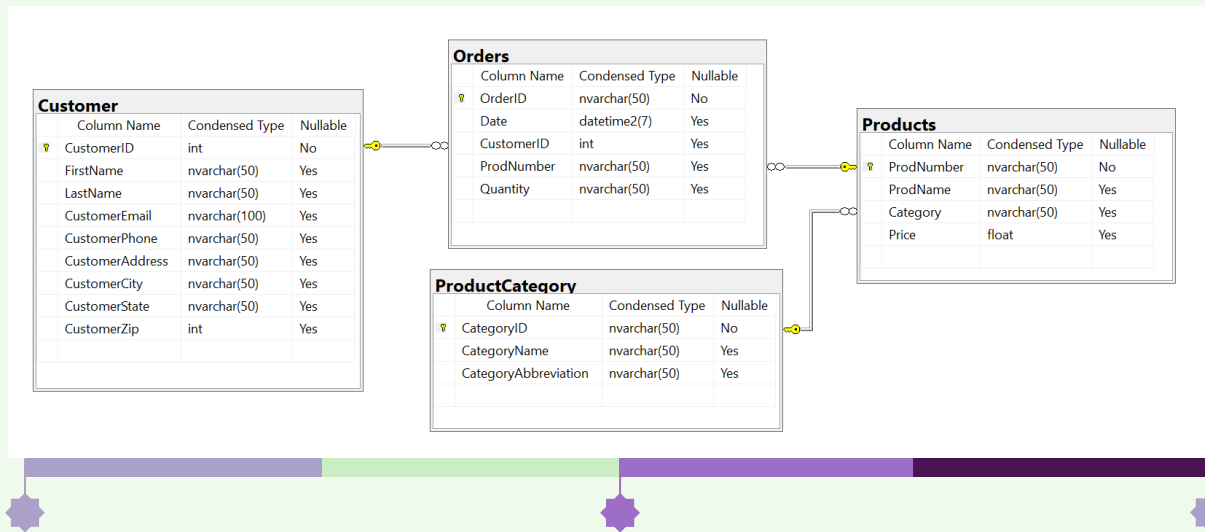 Customer
Column Name Condensed Type Nullable
CustomerID int No
FirstName nvarchar(50) Yes
LastName nvarchar(50) Yes
CustomerEmail nvarchar(100) Yes
CustomerPhone nvarchar(50) Yes
CustomerAddress nvarchar(50) Yes
CustomerCity nvarchar(50) Yes
CustomerState nvarchar(50) Yes
CustomerZip int Yes
Orders
Column Name Condensed Type Nullable
OrderID nvarchar(50) No
Date datetime2(7) Yes
CustomerID int Yes
ProdNumber nvarchar(50) Yes
Quantity nvarchar(50) Yes
ProductCategory
Column Name Condensed Type Nullable
CategoryID nvarchar(50) No
CategoryName nvarchar(50) Yes
CategoryAbbreviation nvarchar(50) Yes
Products
Column Name Condensed Type Nullable
ProdNumber nvarchar(50) No
ProdName nvarchar(50) Yes
Category nvarchar(50) Yes
Price float Yes